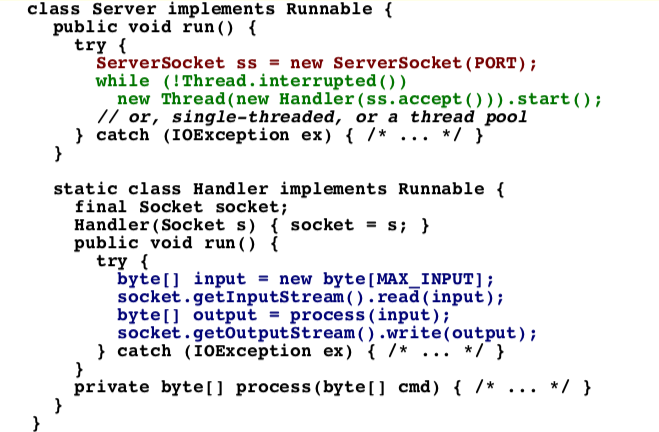 class Server implements Runnable {
public void run() {
try {
ServerSocket ss = new ServerSocket(PORT);
while (!Thread.interrupted())
new Thread(new Handler(ss.accept())).start();
// or, single-threaded, or a thread pool
} catch (IOException ex) { /* ... */ }
}
static class Handler implements Runnable {
final Socket socket;
Handler(Socket s) { socket = s; }
public void run() {
try {
byte[] input = new byte[MAX_INPUT];
socket.getInputStream().read(input);
byte[] output = process(input);
socket.getOutputStream().write(output);
} catch (IOException ex) { /* ... */ }
}
private byte[] process(byte[] cmd) { /* ... */ }
}
}